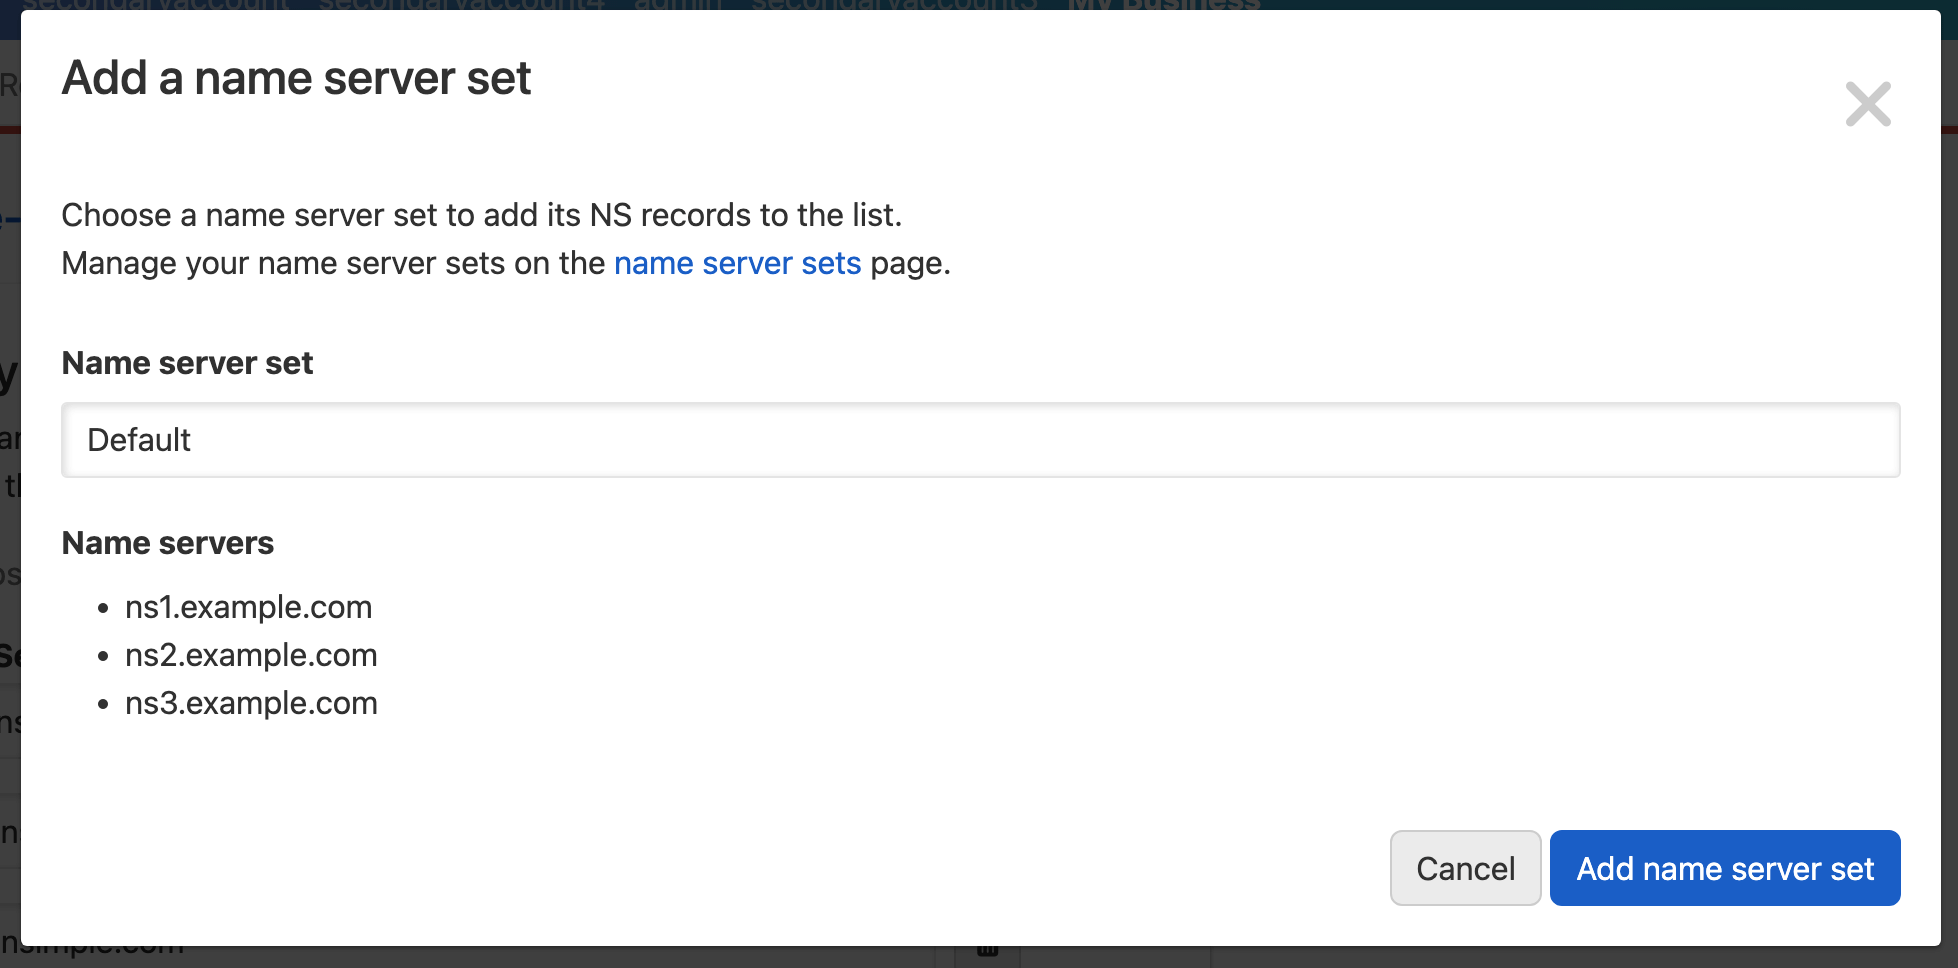 My Business
Add a name server set
Choose a name server set to add its NS records to the list.
Manage your name server sets on the name server sets page.
Name server set
Default
Name servers
• ns1.example.com
• ns2.example.com
• ns3.example.com
Cancel
Add name server set